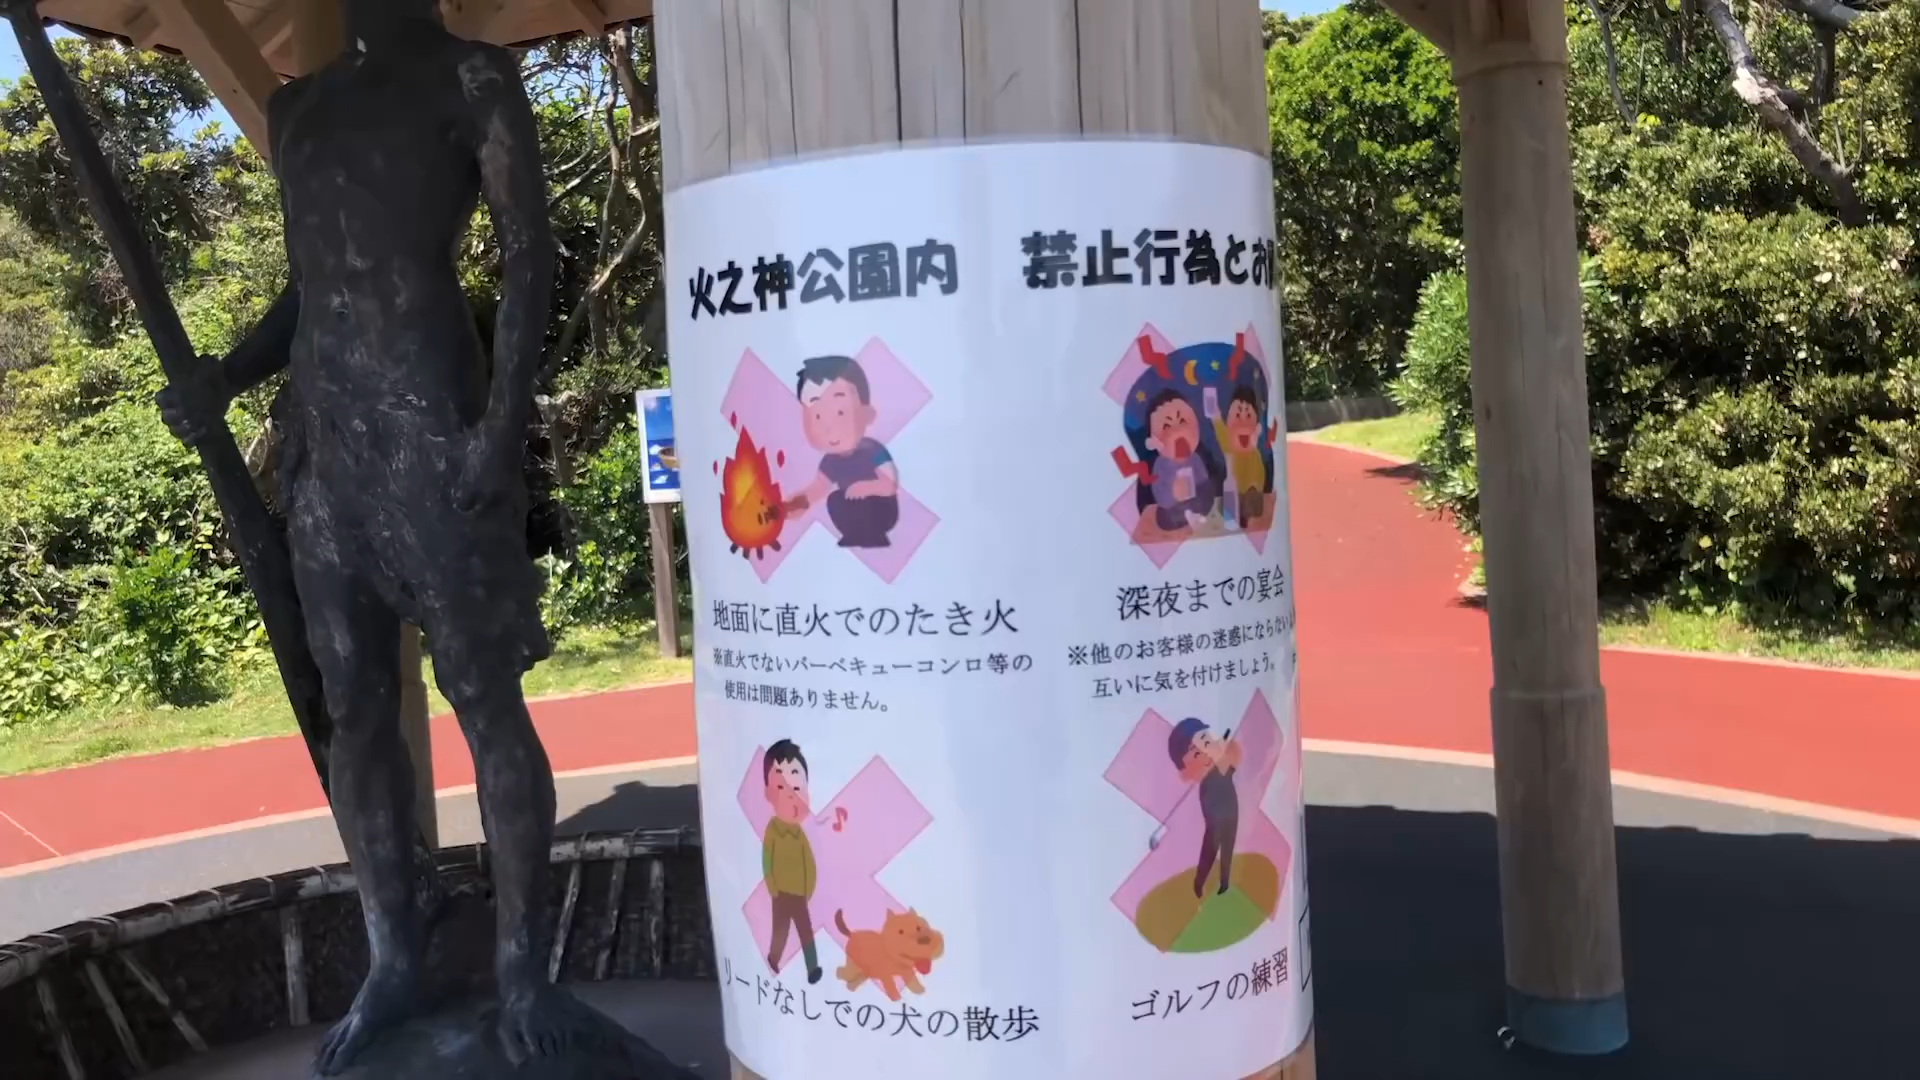 火之神公園内　禁止行為とお
地面に直火でのたき火
※直火でないバーベキューコンロ等の
使用は問題ありません。
深夜までの宴会
※他のお客様の迷惑にならない
互いに気を付けましょう。
リードなしでの犬の散歩
ゴルフの練習